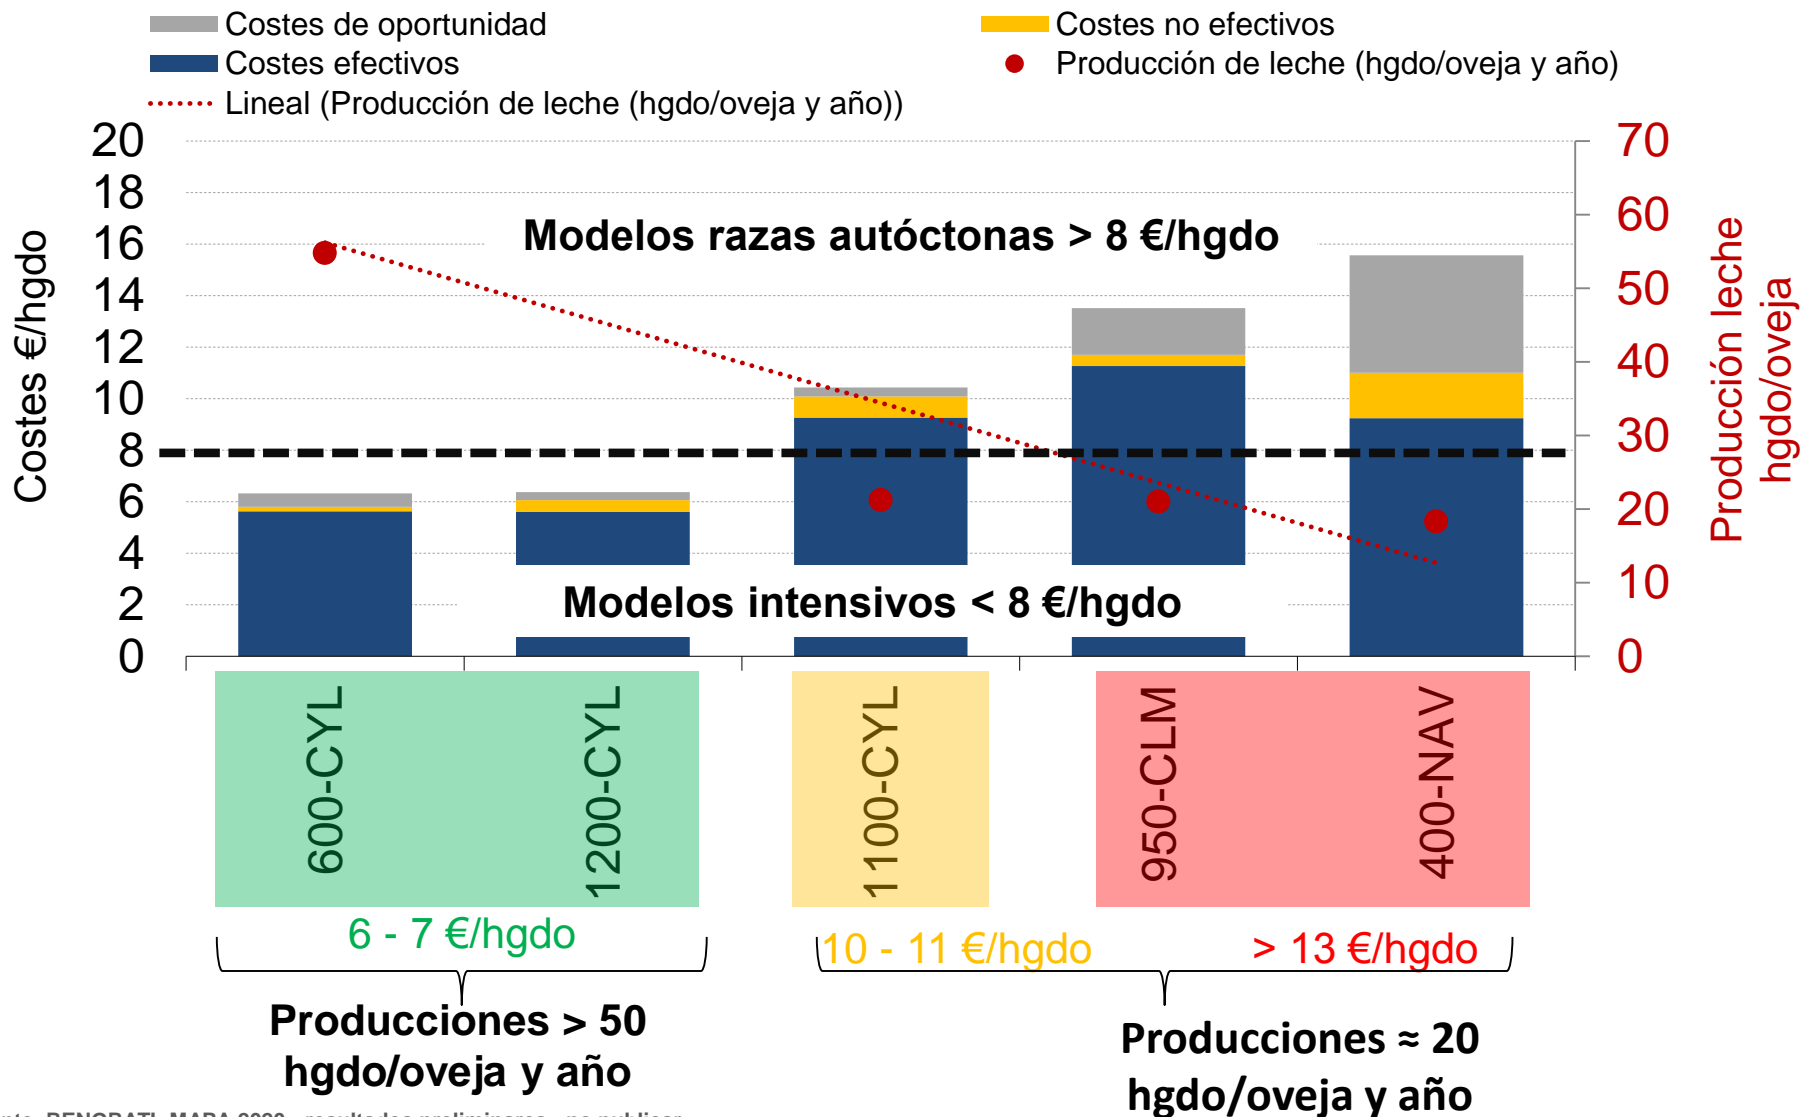 Costes de oportunidad
Costes no efectivos
Costes efectivos
Producción de leche (hgdo/oveja y año)
Lineal (Producción de leche (hgdo/oveja y año))
20
18
16
14
12
10
8
6
4
2
0
Costes €/hgdo
70
60
50
40
30
20
10
0
Producción leche
hgdo/oveja
Modelos razas autóctonas > 8 €/hgdo
Modelos intensivos < 8 €/hgdo
600-CYL
1200-CYL
1100-CYL
950-CLM
400-NAV
6 - 7 €/hgdo
10 - 11 €/hgdo
> 13 €/hgdo
Producciones > 50
hgdo/oveja y año
Producciones ≈ 20
hgdo/oveja y año